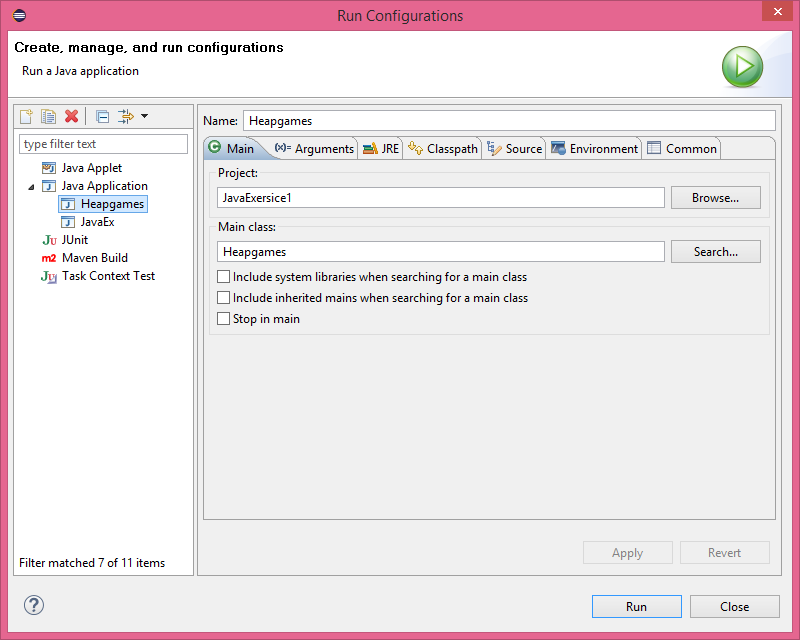 Run Configurations
Create, manage, and run configurations
Run a Java application
type filter text
Java Applet
Java Application
Heapgames
JavaEx
JUnit
Maven Build
Task Context Test
Filter matched 7 of 11 items
Name: Heapgames
Main (x)= Arguments JRE Classpath Source Environment Common
Project:
JavaExersice1 Browse...
Main class:
Heapgames Search...
Include system libraries when searching for a main class
Include inherited mains when searching for a main class
Stop in main
Apply Revert
? Run Close